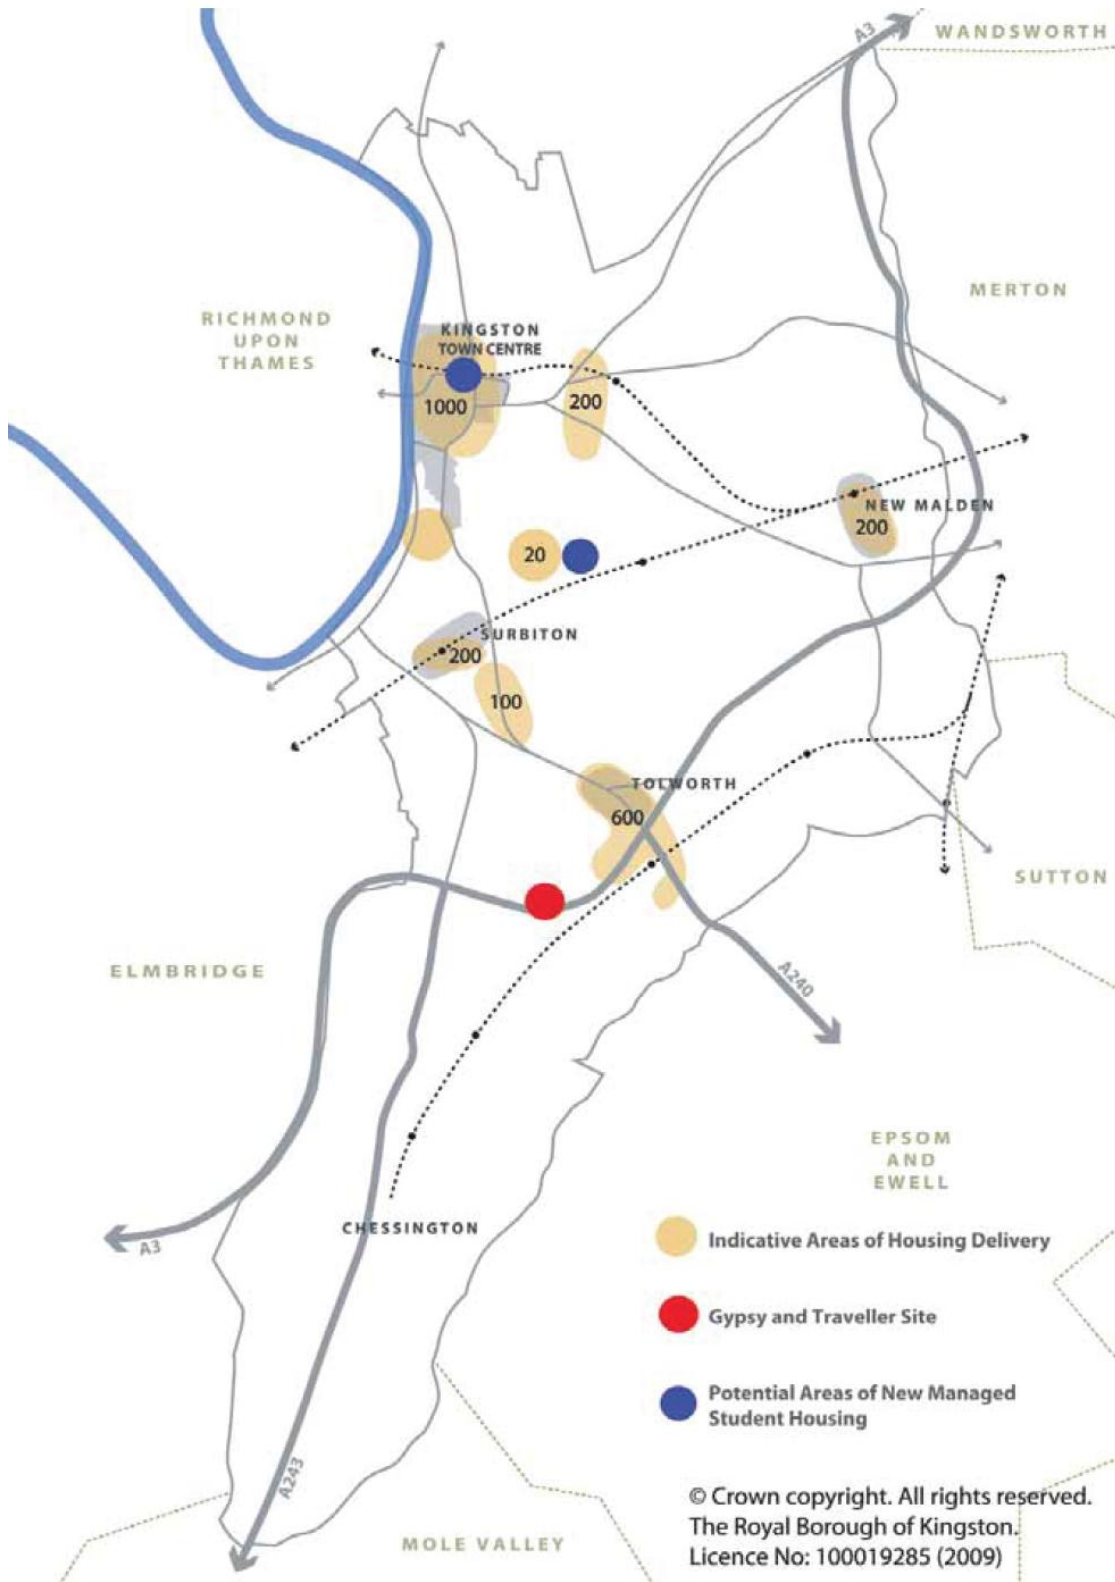 A3
WANDSWORTH
MERTON
RICHMOND
UPON
THAMES
KINGSTON
TOWN CENTRE
1000
200
NEW MALDEN
200
20
SURBITON
200
100
TOLWORTH
600
SUTTON
ELMBRIDGE
A240
EPSOM
AND
EWELL
CHESSINGTON
A3
Indicative Areas of Housing Delivery
Gypsy and Traveller Site
Potential Areas of New Managed
Student Housing
A243
MOLE VALLEY
© Crown copyright. All rights reserved.
The Royal Borough of Kingston.
Licence No: 100019285 (2009)